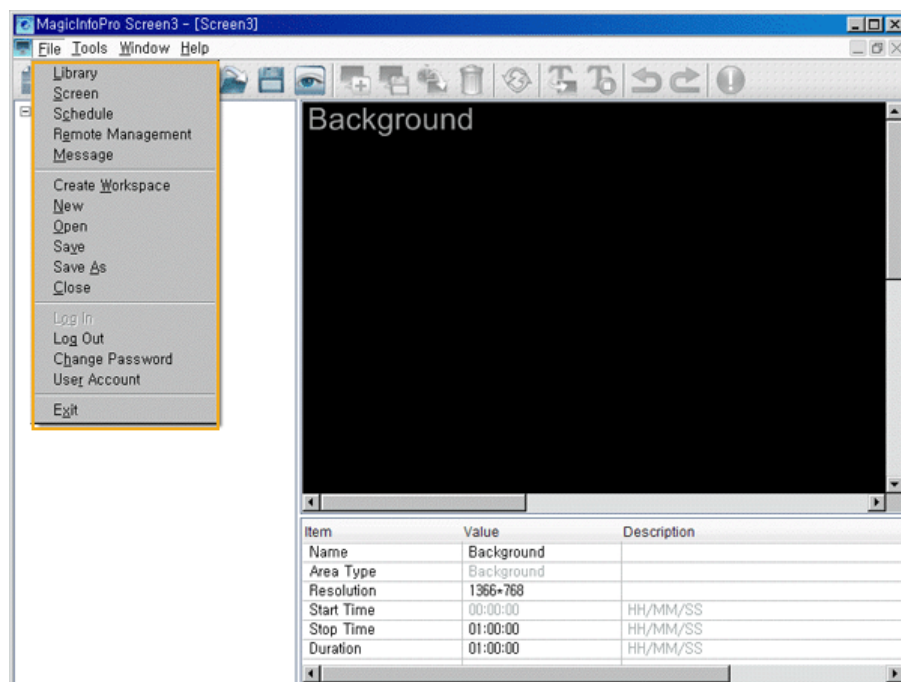 MagicInfoPro Screen3 - [Screen3]
File Tools Window Help
Library
Screen
Schedule
Remote Management
Message
Create Workspace
New
Open
Save
Save As
Close
Log In
Log Out
Change Password
User Account
Exit
Background
Item Value Description
Name Background
Area Type Background
Resolution 1366*768
Start Time 00:00:00 HH/MM/SS
Stop Time 01:00:00 HH/MM/SS
Duration 01:00:00 HH/MM/SS